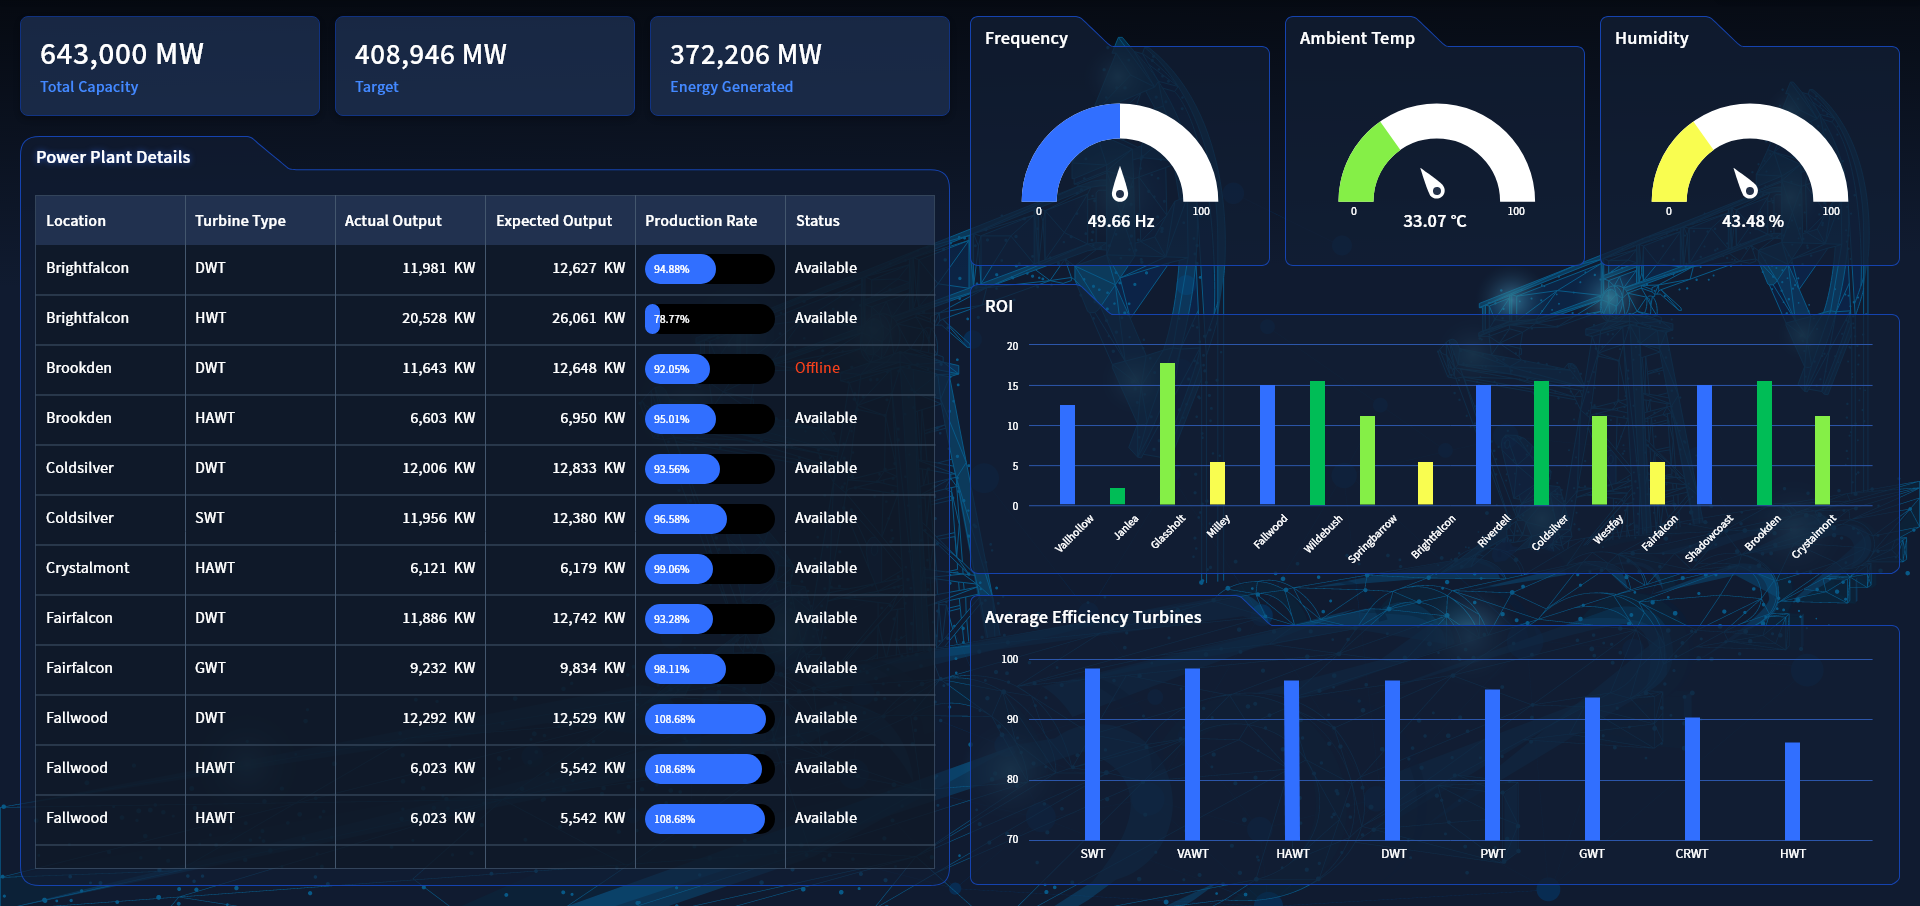 643,000 MW
Total Capacity
408,946 MW
Target
372,206 MW
Energy Generated
Power Plant Details
Location Turbine Type Actual Output Expected Output Production Rate Status
Brightfalcon DWT 11,981 KW 12,627 KW 94.88% Available
Brightfalcon HWT 20,528 KW 26,061 KW 78.77% Available
Brookden DWT 11,643 KW 12,648 KW 92.05% Offline
Brookden HAWT 6,603 KW 6,950 KW 95.01% Available
Coldsilver DWT 12,006 KW 12,833 KW 93.56% Available
Coldsilver SWT 11,956 KW 12,380 KW 96.58% Available
Crystalmont HAWT 6,121 KW 6,179 KW 99.06% Available
Fairfalcon DWT 11,886 KW 12,742 KW 93.28% Available
Fairfalcon GWT 9,232 KW 9,834 KW 98.11% Available
Fallwood DWT 12,292 KW 12,529 KW 108.68% Available
Fallwood HAWT 6,023 KW 5,542 KW 108.68% Available
Fallwood HAWT 6,023 KW 5,542 KW 108.68% Available
Frequency
0 100
49.66 Hz
Ambient Temp
0 100
33.07 °C
Humidity
0 100
43.48 %
ROI
20
15
10
5
0
Vallhollow Janlea Glassholt Milley Fallwood Wildebush Springbarrow Brightfalcon Riverdell Coldsilver Westfay Fairfalcon Shadowcoast Brookden Crystalmont
Average Efficiency Turbines
100
90
80
70
SWT VAWT HAWT DWT PWT GWT CRWT HWT